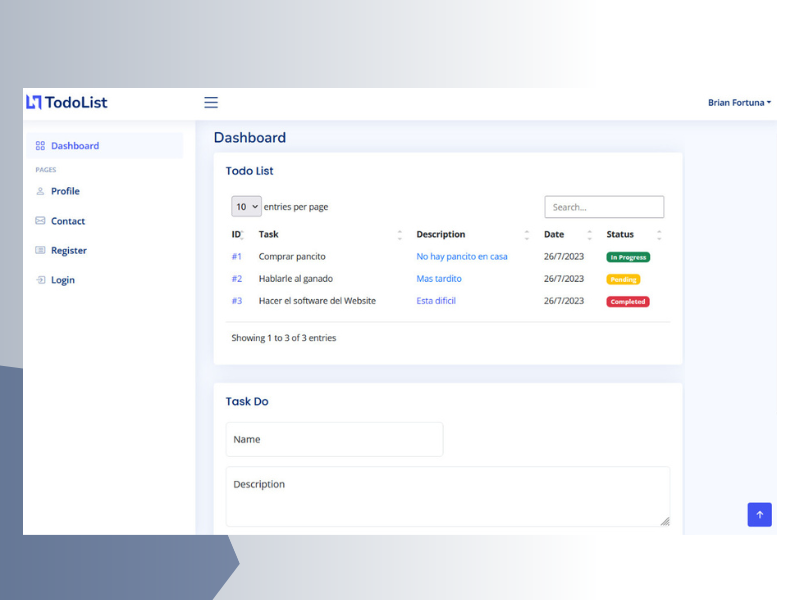 TodoList
Brian Fortuna
Dashboard
PAGES
Profile
Contact
Register
Login
Dashboard
Todo List
10 entries per page
Search...
ID Task Description Date Status
#1 Comprar pancito No hay pancito en casa 26/7/2023 In Progress
#2 Hablarle al ganado Mas tardito 26/7/2023 Pending
#3 Hacer el software del Website Esta dificil 26/7/2023 Completed
Showing 1 to 3 of 3 entries
Task Do
Name
Description